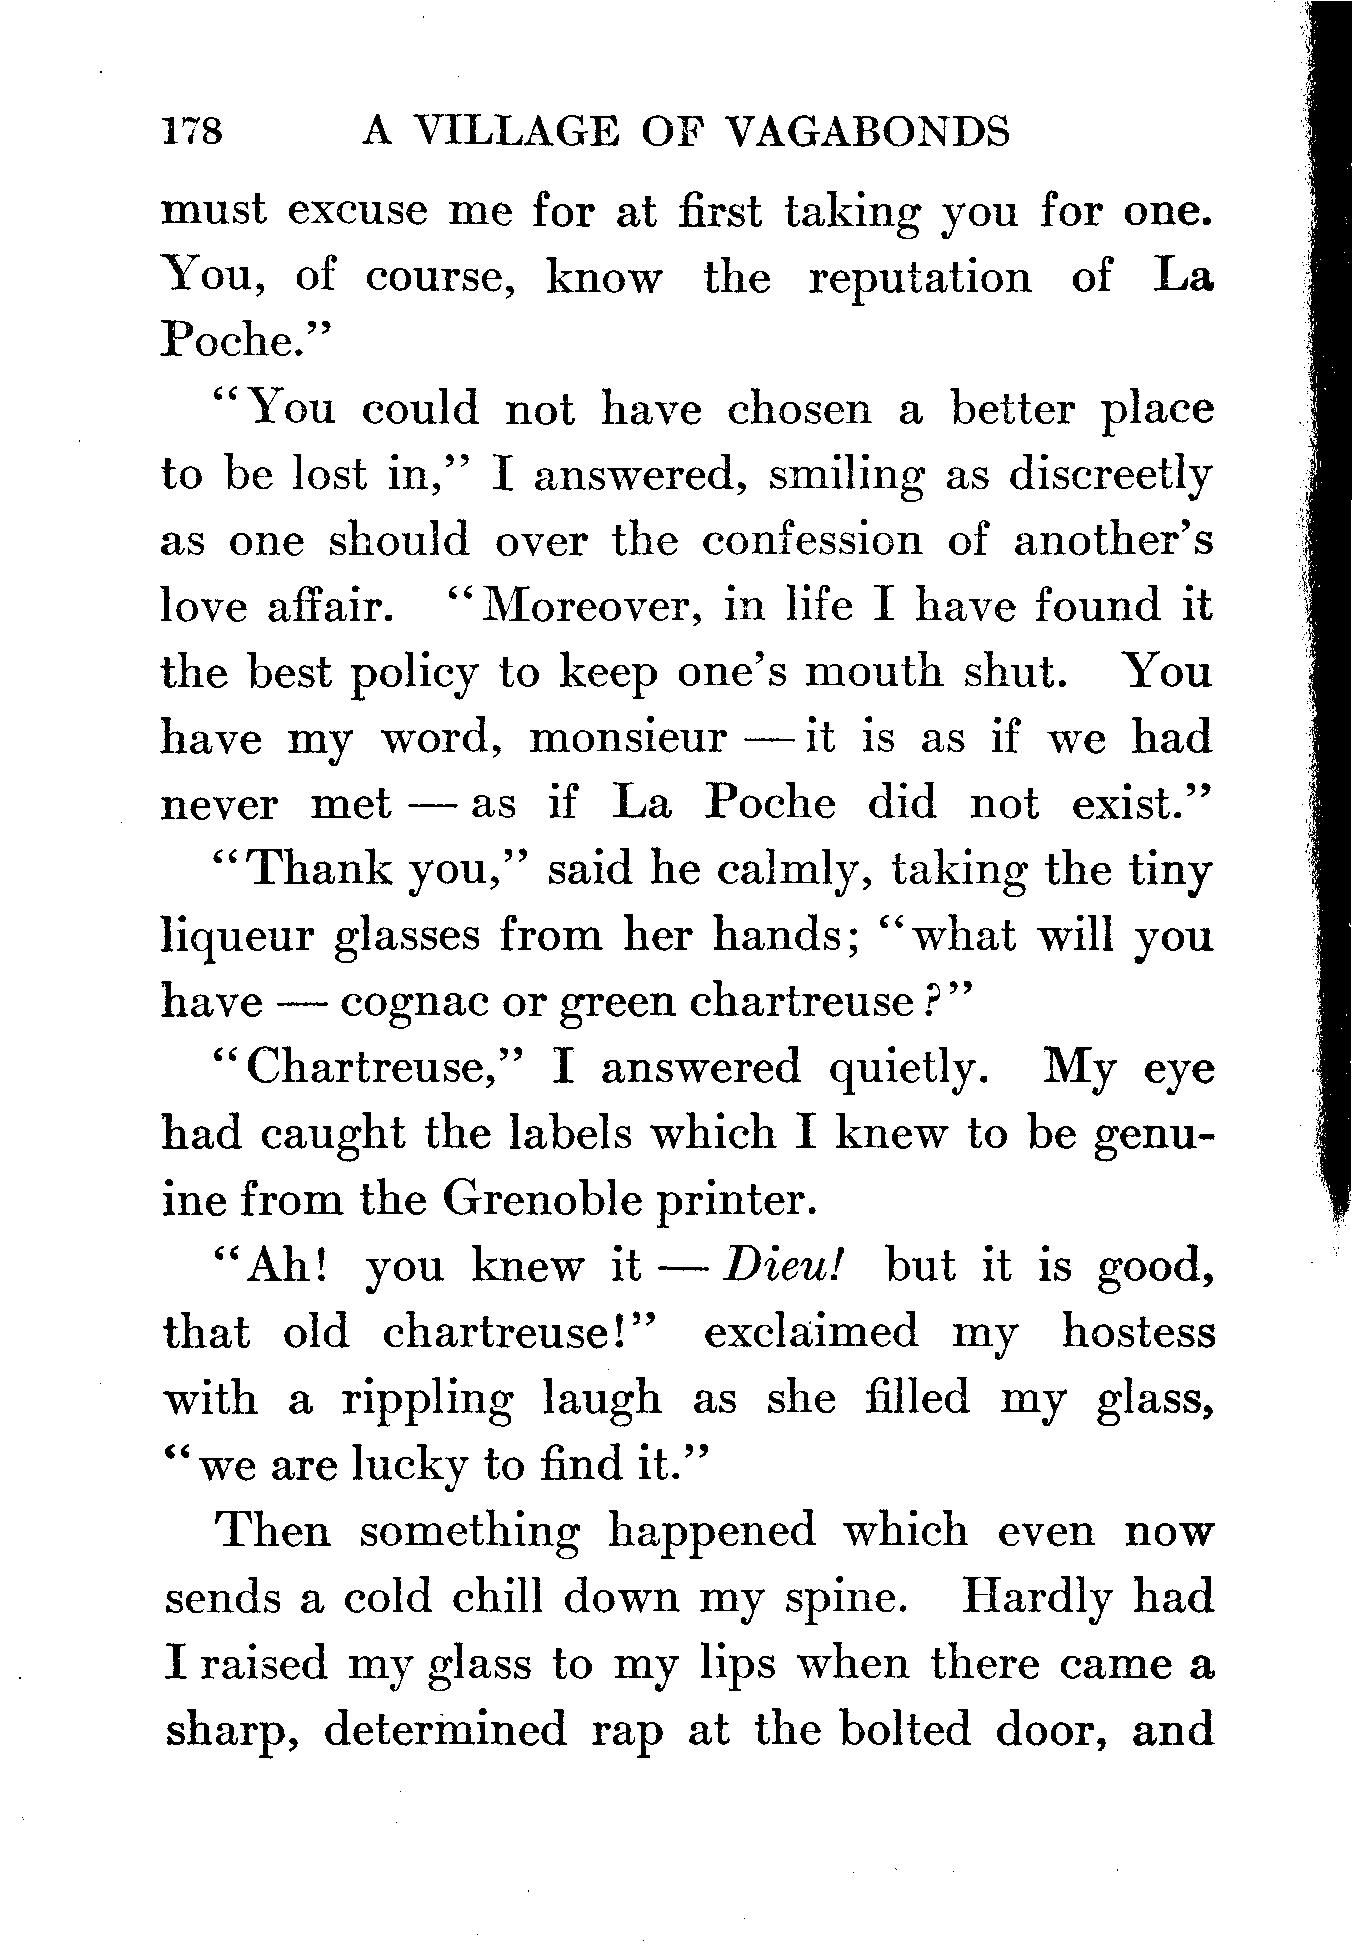 178 A VILLAGE OF VAGABONDS
must excuse me for at first taking you for one.
You, of course, know the reputation of La
Poche."
"You could not have chosen a better place
to be lost in," I answered, smiling as discreetly
as one should over the confession of another's
love affair. "Moreover, in life I have found it
the best policy to keep one's mouth shut. You
have my word, monsieur — it is as if we had
never met — as if La Poche did not exist."
"Thank you," said he calmly, taking the tiny
liqueur glasses from her hands; "what will you
have — cognac or green chartreuse?"
"Chartreuse," I answered quietly. My eye
had caught the labels which I knew to be genu-
ine from the Grenoble printer.
"Ah! you knew it — Dieu! but it is good,
that old chartreuse!" exclaimed my hostess
with a rippling laugh as she filled my glass,
"we are lucky to find it."
Then something happened which even now
sends a cold chill down my spine. Hardly had
I raised my glass to my lips when there came a
sharp, determined rap at the bolted door, and